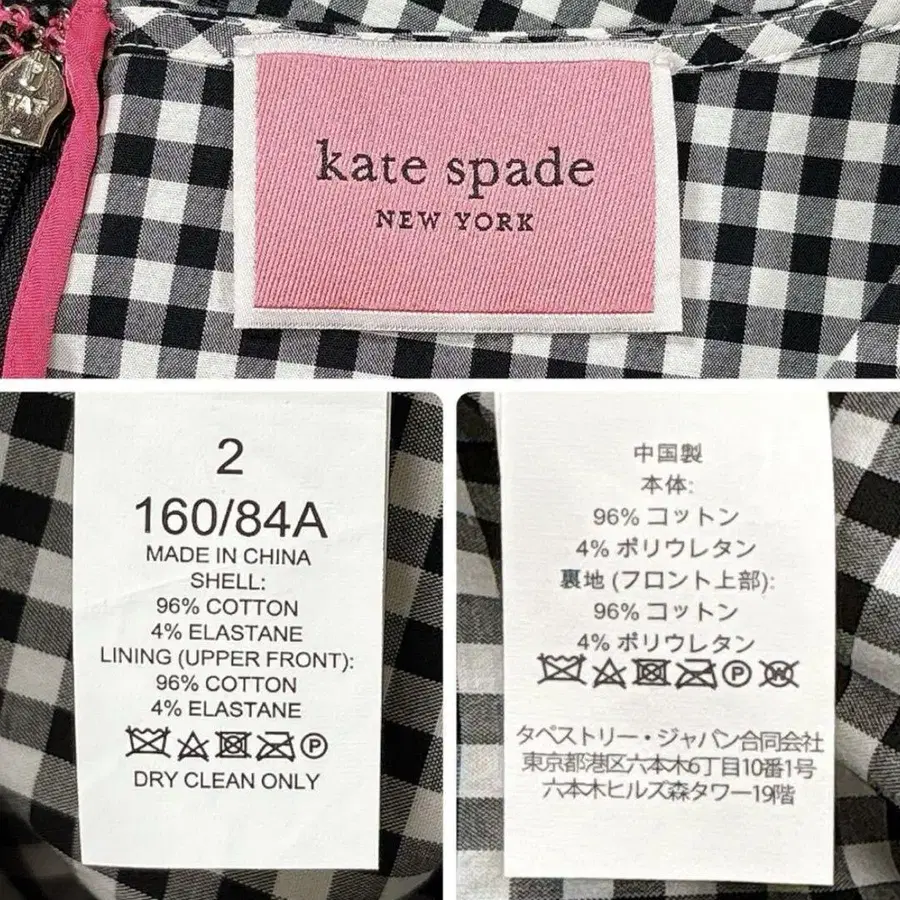 TAT
kate spade
NEW YORK
2
160/84A
MADE IN CHINA
SHELL:
96% COTTON
4% ELASTANE
LINING (UPPER FRONT):
96% COTTON
4% ELASTANE
P
DRY CLEAN ONLY
中国製
本体:
96% コットン
4% ポリウレタン
裏地 (フロント上部):
96% コットン
4% ポリウレタン
P W
タペストリー・ジャパン合同会社
東京都港区六本木6丁目10番1号
六本木ヒルズ森タワー19階